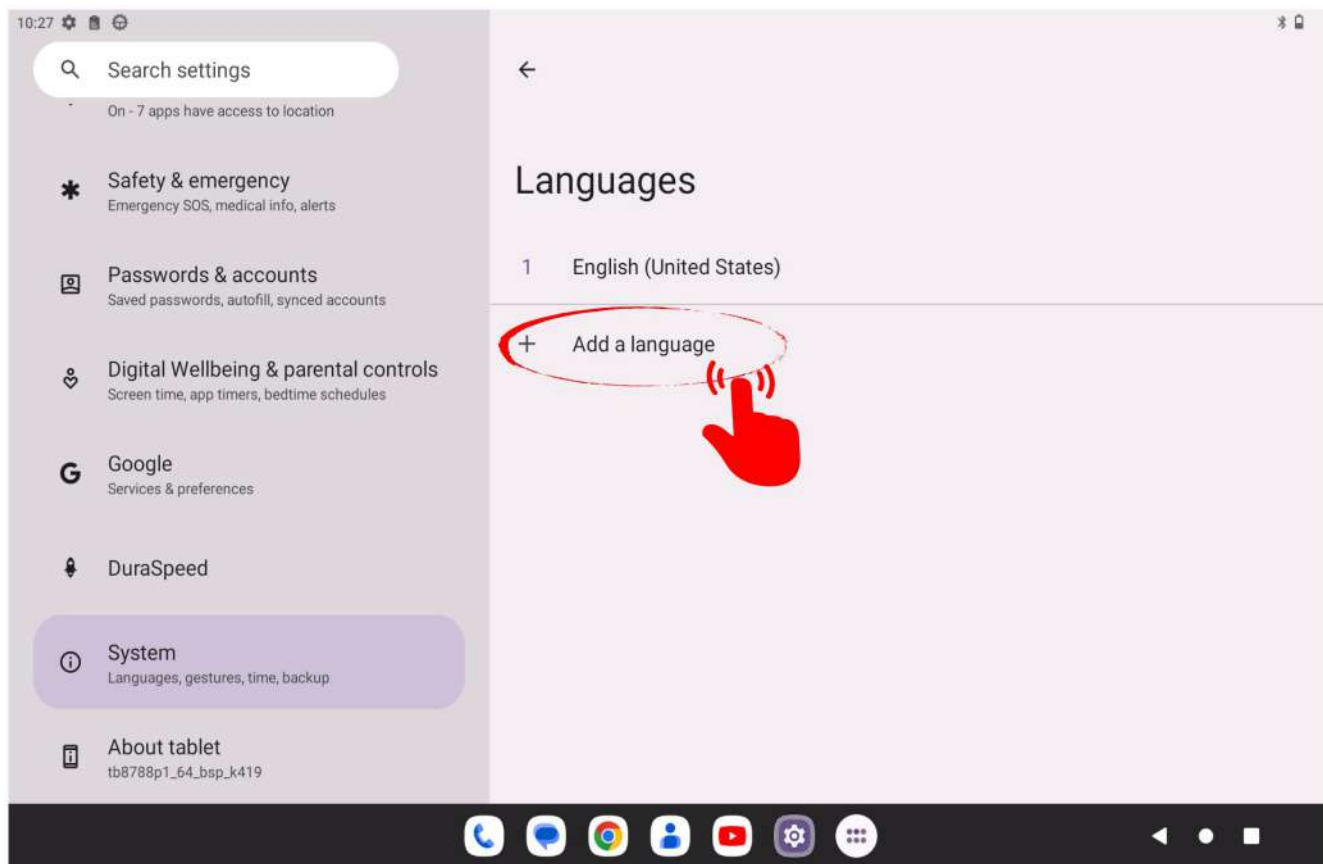 10:27
Search settings
On - 7 apps have access to location
Safety & emergency
Emergency SOS, medical info, alerts
Passwords & accounts
Saved passwords, autofill, synced accounts
Digital Wellbeing & parental controls
Screen time, app timers, bedtime schedules
G
Google
Services & preferences
DuraSpeed
System
Languages, gestures, time, backup
About tablet
tb8788p1_64_bsp_k419
Languages
1 English (United States)
+ Add a language